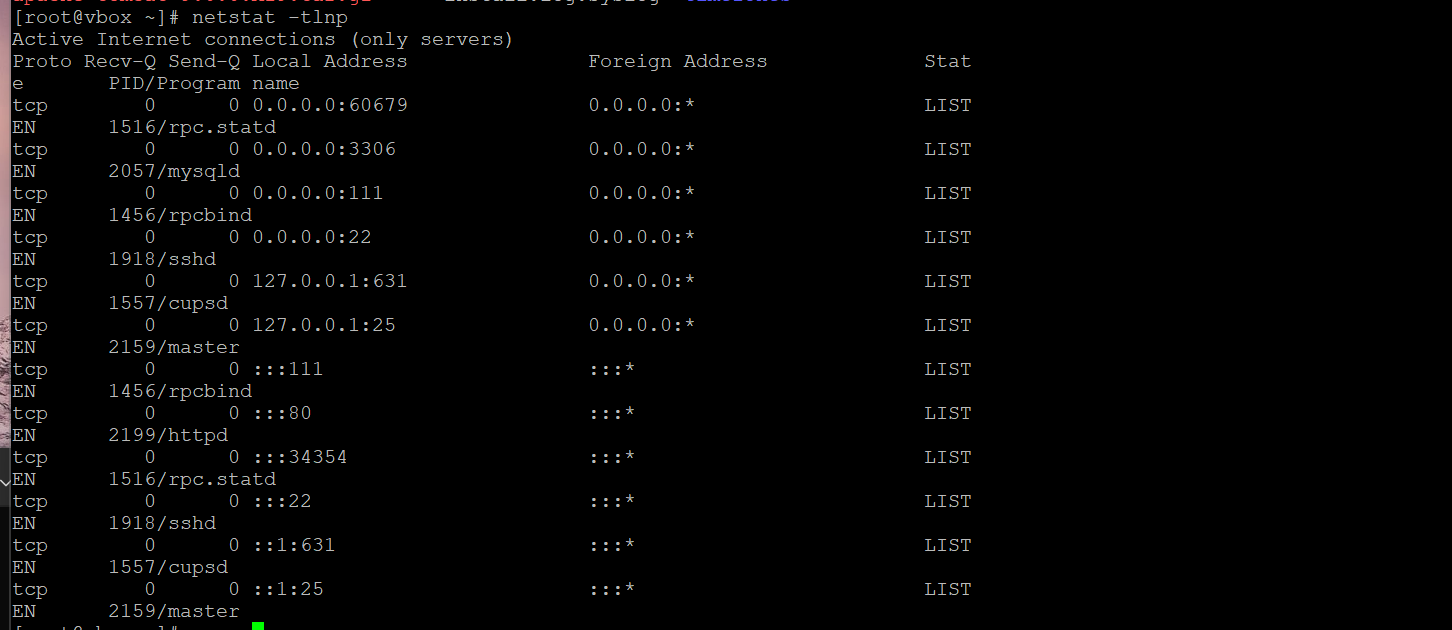 [root@vbox ~]# netstat -tlnp
Active Internet connections (only servers)
Proto Recv-Q Send-Q Local Address               Foreign Address             Stat
e       PID/Program name
tcp        0      0 0.0.0.0:60679               0.0.0.0:*                   LIST
EN      1516/rpc.statd
tcp        0      0 0.0.0.0:3306                0.0.0.0:*                   LIST
EN      2057/mysqld
tcp        0      0 0.0.0.0:111                 0.0.0.0:*                   LIST
EN      1456/rpcbind
tcp        0      0 0.0.0.0:22                  0.0.0.0:*                   LIST
EN      1918/sshd
tcp        0      0 127.0.0.1:631               0.0.0.0:*                   LIST
EN      1557/cupsd
tcp        0      0 127.0.0.1:25                0.0.0.0:*                   LIST
EN      2159/master
tcp        0      0 :::111                      :::*                        LIST
EN      1456/rpcbind
tcp        0      0 :::80                       :::*                        LIST
EN      2199/httpd
tcp        0      0 :::34354                    :::*                        LIST
EN      1516/rpc.statd
tcp        0      0 :::22                       :::*                        LIST
EN      1918/sshd
tcp        0      0 ::1:631                     :::*                        LIST
EN      1557/cupsd
tcp        0      0 ::1:25                      :::*                        LIST
EN      2159/master